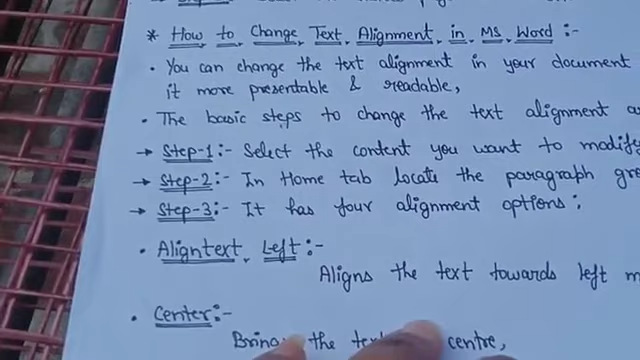 * How to Change Text Alignment in MS Word :-
• You can change the text alignment in your document
it more presentable & readable,
• The basic steps to change the text alignment
→ Step-1 :- Select the content you want to modify
→ Step-2 :- In Home tab locate the paragraph
→ Step-3 :- It has four alignment options :
• Aligntext Left :-
Aligns the text towards left
• Center :-
the centre,